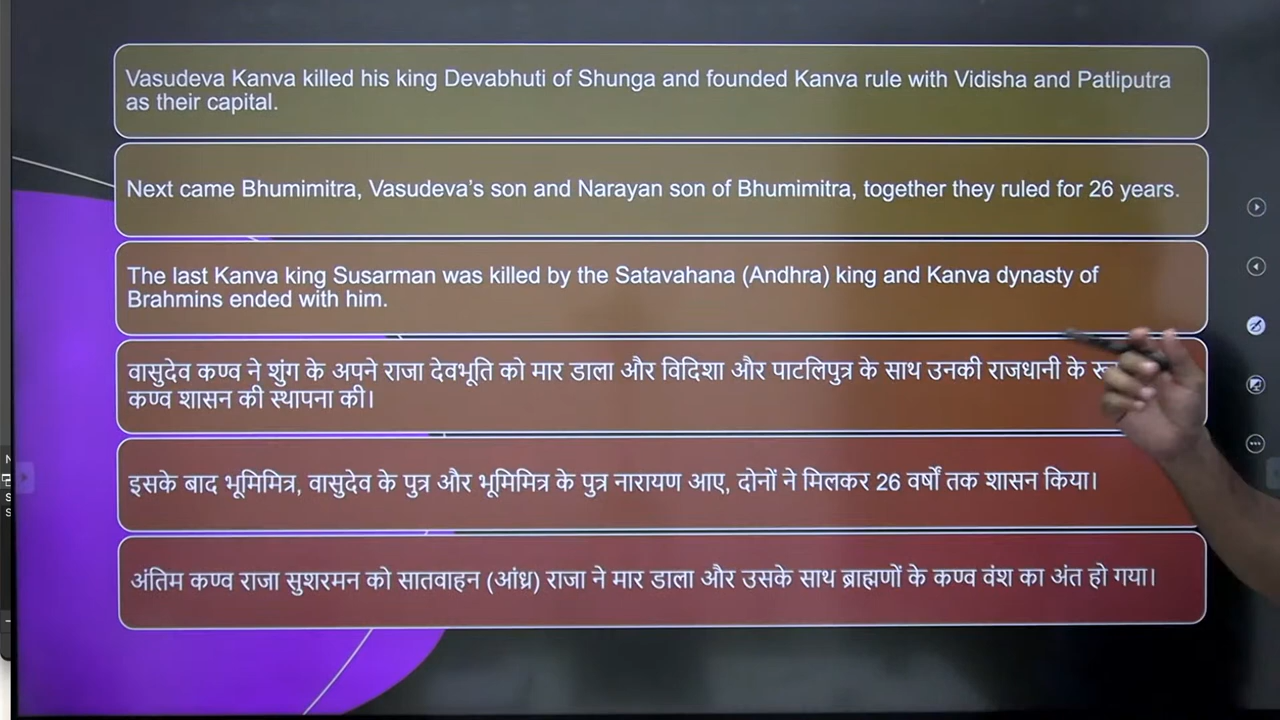 Vasudeva Kanva killed his king Devabhuti of Shunga and founded Kanva rule with Vidisha and Patliputra
as their capital.
Next came Bhumimitra, Vasudeva’s son and Narayan son of Bhumimitra, together they ruled for 26 years.
The last Kanva king Susarman was killed by the Satavahana (Andhra) king and Kanva dynasty of
Brahmins ended with him.
वासुदेव कण्व ने शुंग के अपने राजा देवभूति को मार डाला और विदिशा और पाटलिपुत्र के साथ उनकी राजधानी के
कण्व शासन की स्थापना की।
इसके बाद भूमिमित्र, वासुदेव के पुत्र और भूमिमित्र के पुत्र नारायण आए, दोनों ने मिलकर 26 वर्षों तक शासन किया।
अंतिम कण्व राजा सुशरमन को सातवाहन (आंध्र) राजा ने मार डाला और उसके साथ ब्राह्मणों के कण्व वंश का अंत हो गया।